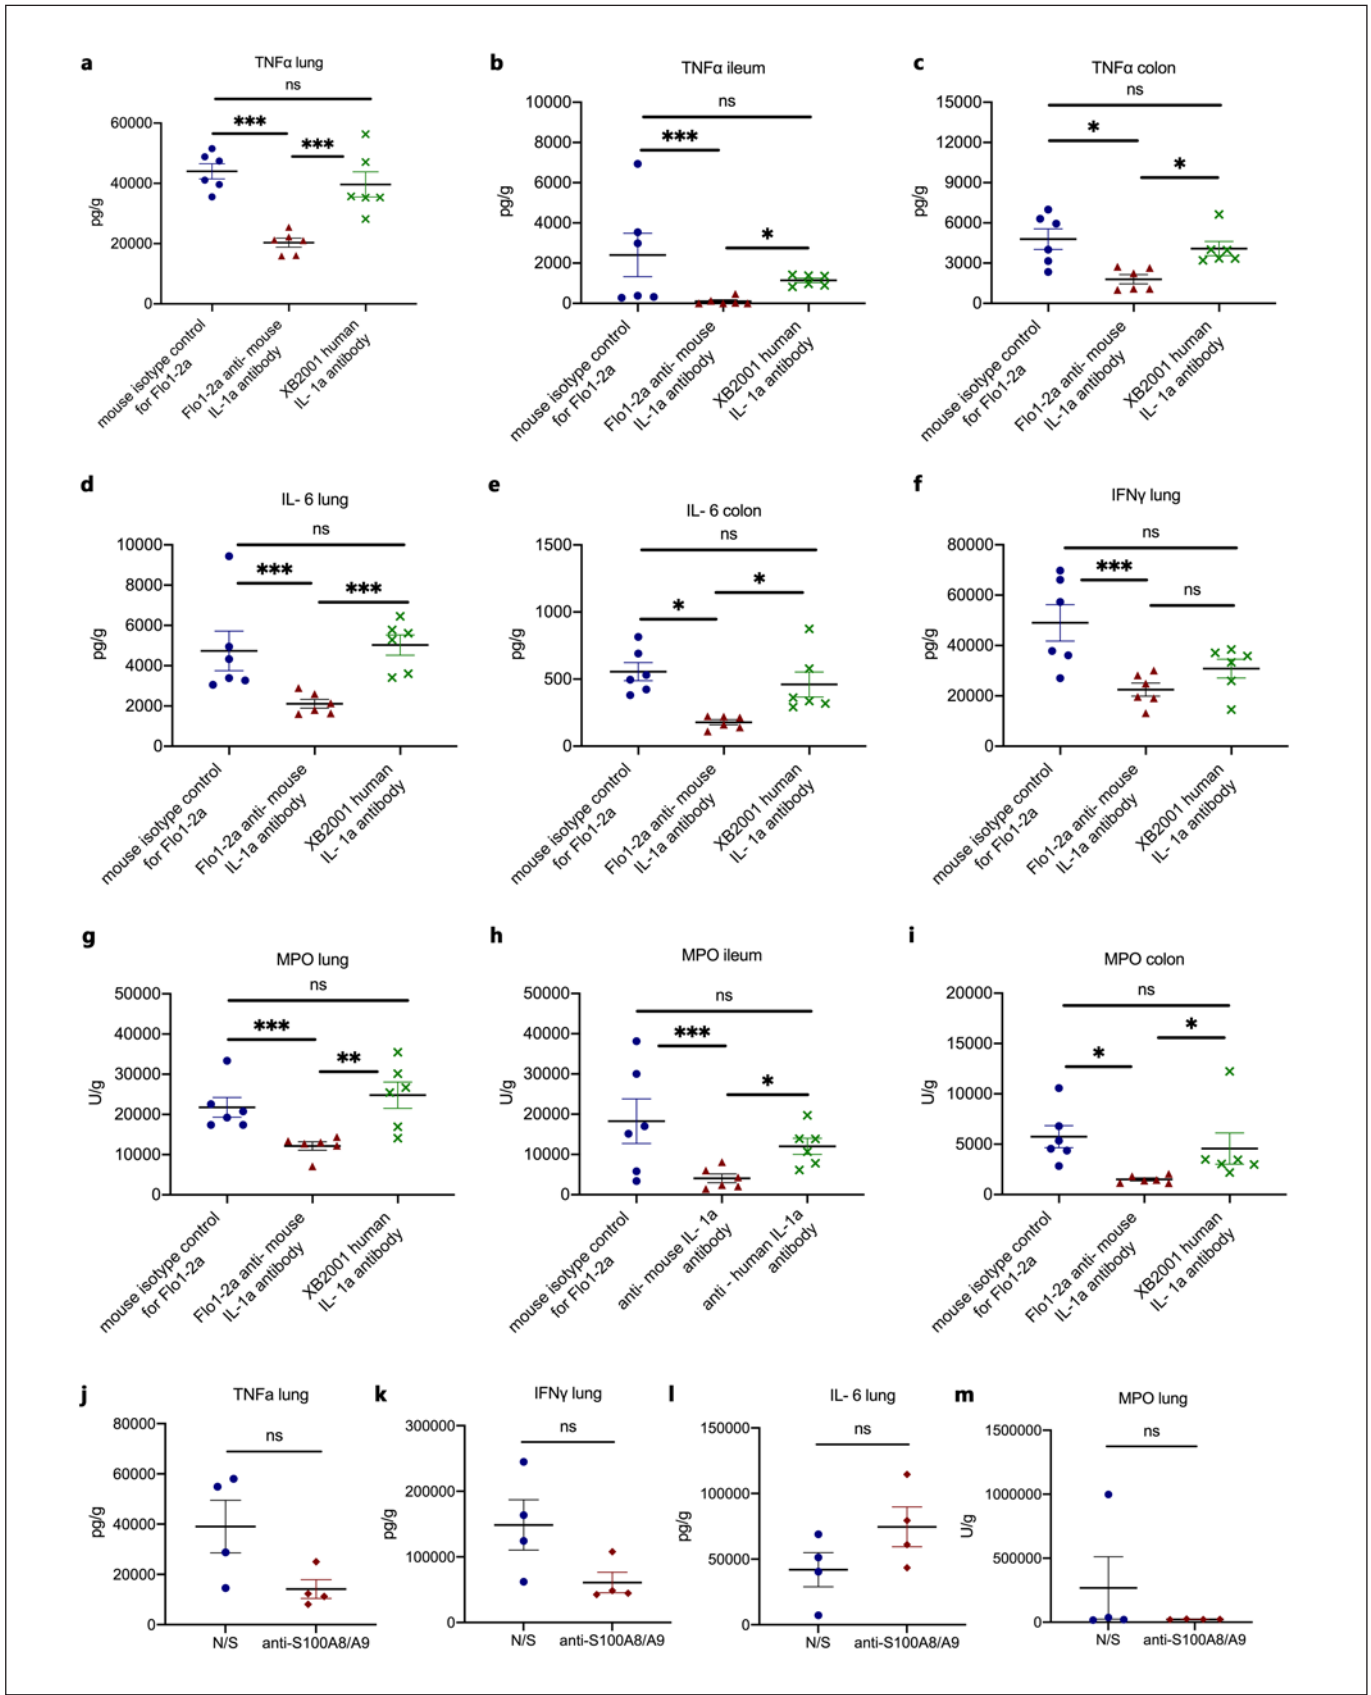 a
TNFα lung
ns
***
***
60000
40000
20000
0
pg/g
mouse isotype control
for Flo1-2a
Flo1-2a anti- mouse
IL-1a antibody
XB2001 human
IL- 1a antibody
b
TNFα ileum
ns
***
*
10000
8000
6000
4000
2000
0
pg/g
mouse isotype control
for Flo1-2a
Flo1-2a anti- mouse
IL-1a antibody
XB2001 human
IL- 1a antibody
c
TNFα colon
ns
*
*
15000
12000
9000
6000
3000
0
pg/g
mouse isotype control
for Flo1-2a
Flo1-2a anti- mouse
IL-1a antibody
XB2001 human
IL- 1a antibody
d
IL- 6 lung
ns
***
***
10000
8000
6000
4000
2000
0
pg/g
mouse isotype control
for Flo1-2a
Flo1-2a anti- mouse
IL-1a antibody
XB2001 human
IL- 1a antibody
e
IL- 6 colon
ns
*
*
1500
1000
500
0
pg/g
mouse isotype control
for Flo1-2a
Flo1-2a anti- mouse
IL-1a antibody
XB2001 human
IL- 1a antibody
f
IFNγ lung
ns
***
ns
80000
60000
40000
20000
0
pg/g
mouse isotype control
for Flo1-2a
Flo1-2a anti- mouse
IL-1a antibody
XB2001 human
IL- 1a antibody
g
MPO lung
ns
***
**
50000
40000
30000
20000
10000
0
U/g
mouse isotype control
for Flo1-2a
Flo1-2a anti- mouse
IL-1a antibody
XB2001 human
IL- 1a antibody
h
MPO ileum
ns
***
*
50000
40000
30000
20000
10000
0
U/g
mouse isotype control
for Flo1-2a
anti- mouse IL- 1a
antibody
anti - human IL-1a
antibody
i
MPO colon
ns
*
*
20000
15000
10000
5000
0
U/g
mouse isotype control
for Flo1-2a
Flo1-2a anti- mouse
IL-1a antibody
XB2001 human
IL- 1a antibody
j
TNFa lung
ns
80000
60000
40000
20000
0
pg/g
N/S
anti-S100A8/A9
k
IFNγ lung
ns
300000
200000
100000
0
pg/g
N/S
anti-S100A8/A9
l
IL- 6 lung
ns
150000
100000
50000
0
pg/g
N/S
anti-S100A8/A9
m
MPO lung
ns
1500000
1000000
500000
0
U/g
N/S
anti-S100A8/A9